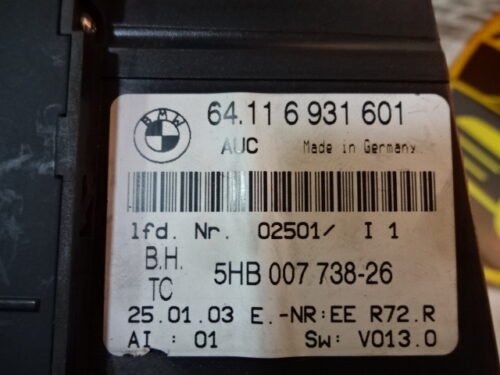 BMW
64.11 6 931 601
AUC Made in Germany
lfd. Nr. 02501/ I 1
B.H. 5HB 007 738-26
TC
25.01.03 E.-NR:EE R72.R
AI : 01 Sw: V013.0